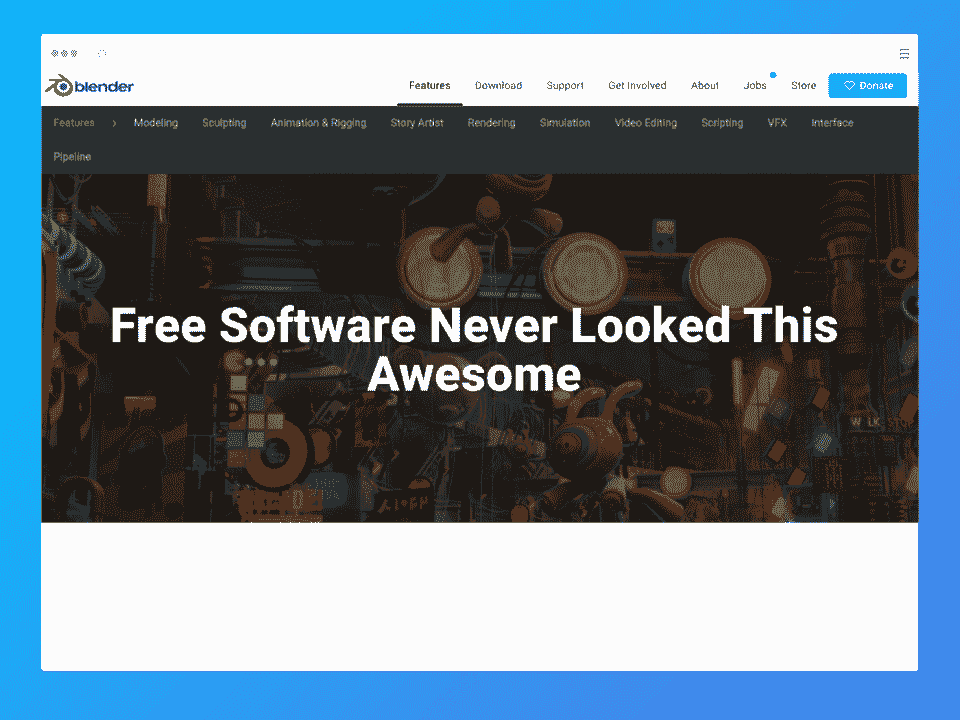 blender
Features Download Support Get Involved About Jobs Store Donate
Features › Modeling Sculpting Animation & Rigging Story Artist Rendering Simulation Video Editing Scripting VFX Interface
Pipeline
Free Software Never Looked This
Awesome